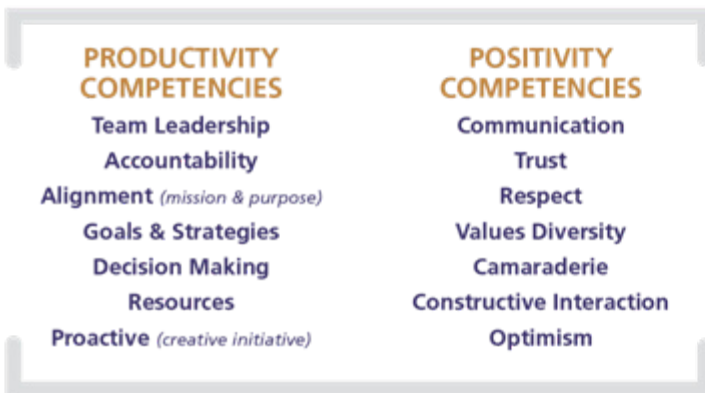 PRODUCTIVITY
COMPETENCIES
Team Leadership
Accountability
Alignment (mission & purpose)
Goals & Strategies
Decision Making
Resources
Proactive (creative initiative)
POSITIVITY
COMPETENCIES
Communication
Trust
Respect
Values Diversity
Camaraderie
Constructive Interaction
Optimism